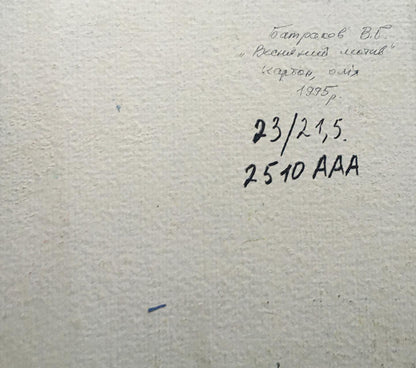 Батраков В.Б.
"Весняний мотив"
картон, олія
1995р.
23/21,5.
2510 AAA